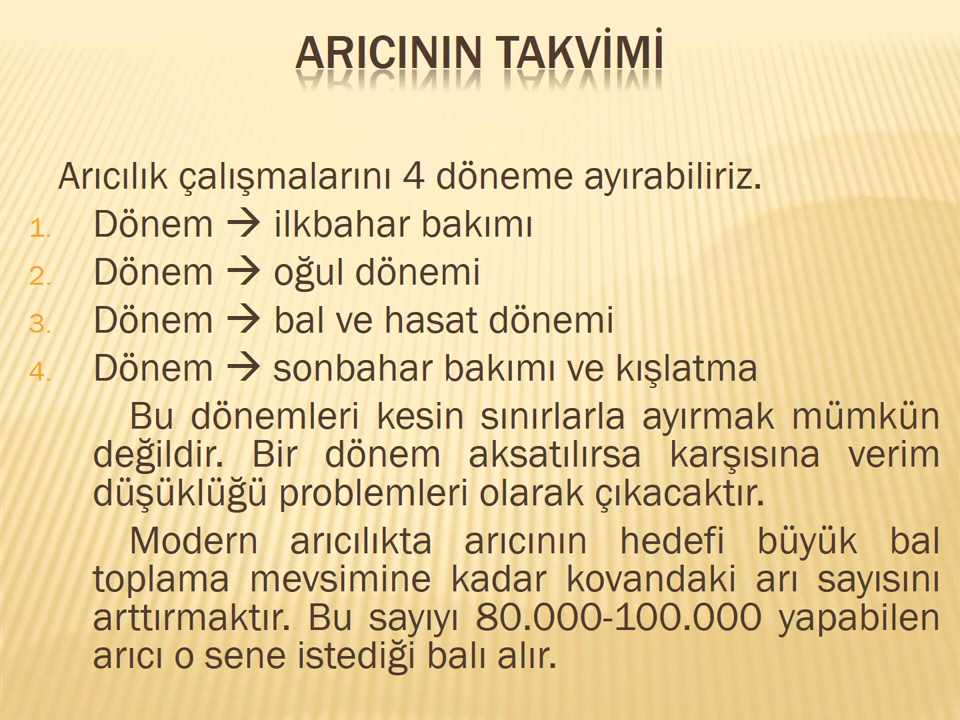 ARICININ TAKVİMİ
Arıcılık çalışmalarını 4 döneme ayırabiliriz.
1. Dönem → ilkbahar bakımı
2. Dönem → oğul dönemi
3. Dönem → bal ve hasat dönemi
4. Dönem → sonbahar bakımı ve kışlatma
Bu dönemleri kesin sınırlarla ayırmak mümkün
değildir. Bir dönem aksatılırsa karşısına verim
düşüklüğü problemleri olarak çıkacaktır.
Modern arıcılıkta arıcının hedefi büyük bal
toplama mevsimine kadar kovandaki arı sayısını
arttırmaktır. Bu sayıyı 80.000-100.000 yapabilen
arıcı o sene istediği balı alır.